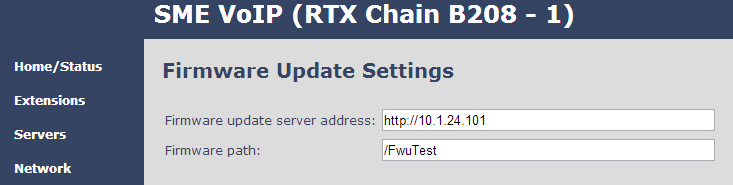 SME VoIP (RTX Chain B208 - 1)
Home/Status
Extensions
Servers
Network
Firmware Update Settings
Firmware update server address: http://10.1.24.101
Firmware path: /FwuTest